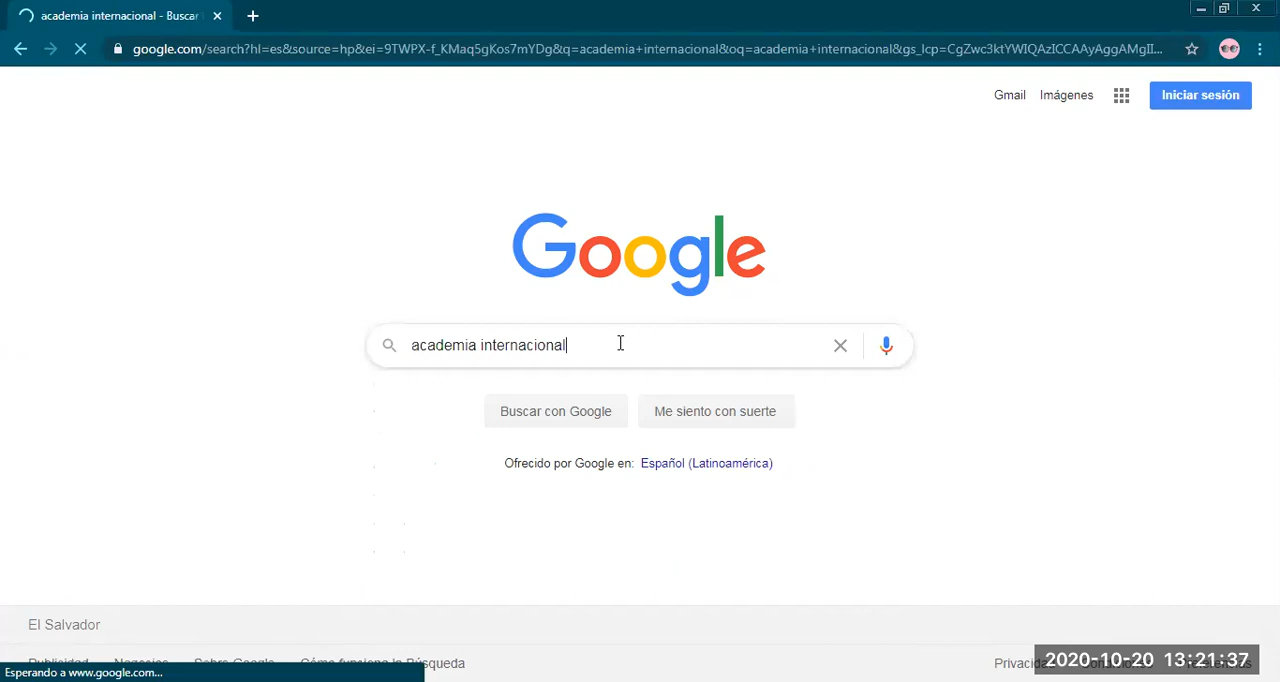 academia internacional - Buscar
google.com/search?hl=es&source=hp&ei=9TWPX-f_KMaq5gKos7mYDg&q=academia+internacional&oq=academia+internacional&gs_lcp=CgZwc3ktYWIQAzICCAAyAggAMgII...
Gmail Imágenes Iniciar sesión
Google
academia internacional
Buscar con Google Me siento con suerte
Ofrecido por Google en: Español (Latinoamérica)
El Salvador
Publicidad Negocios Sobre Google Cómo funciona la Búsqueda
Esperando a www.google.com...
2020-10-20 13:21:37